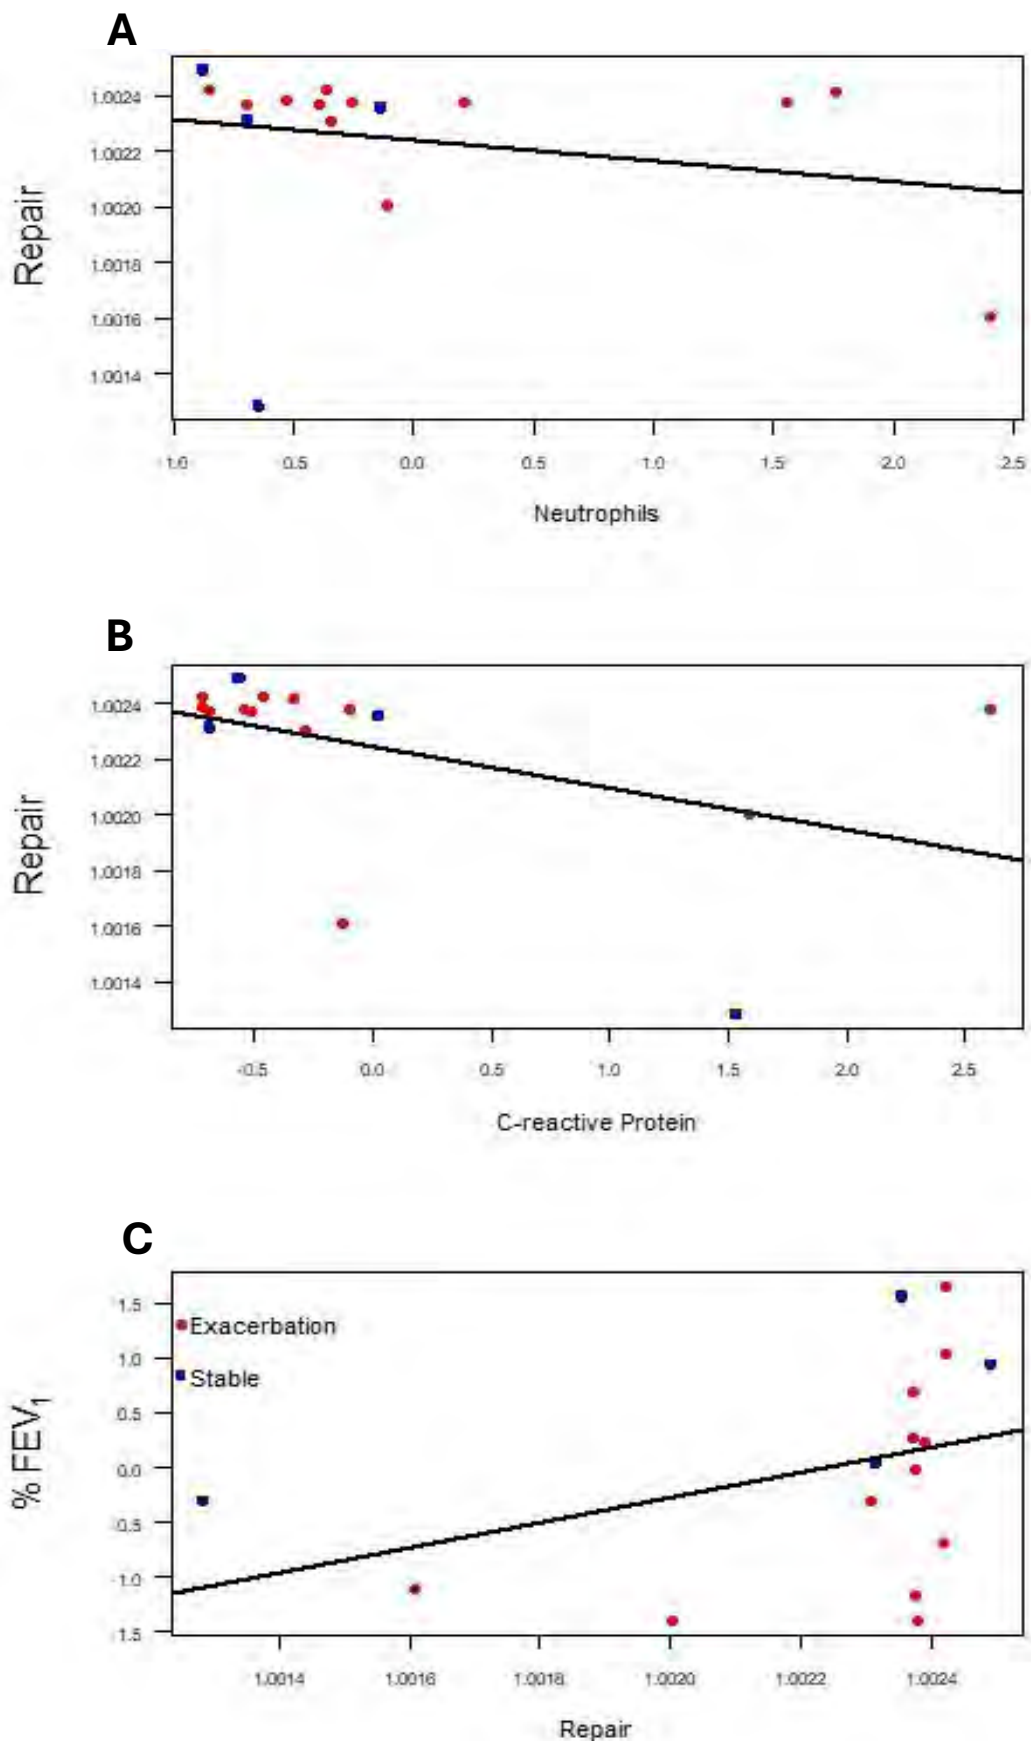 A
Repair
1.0024
1.0022
1.0020
1.0018
1.0016
1.0014
1.0 0.5 0.0 0.5 1.0 1.5 2.0 2.5
Neutrophils
B
Repair
1.0024
1.0022
1.0020
1.0018
1.0016
1.0014
-0.5 0.0 0.5 1.0 1.5 2.0 2.5
C-reactive Protein
C
% FEV1
1.5
1.0
0.5
0.0
0.5
1.0
1.5
Exacerbation
Stable
1.0014 1.0016 1.0018 1.0020 1.0022 1.0024
Repair